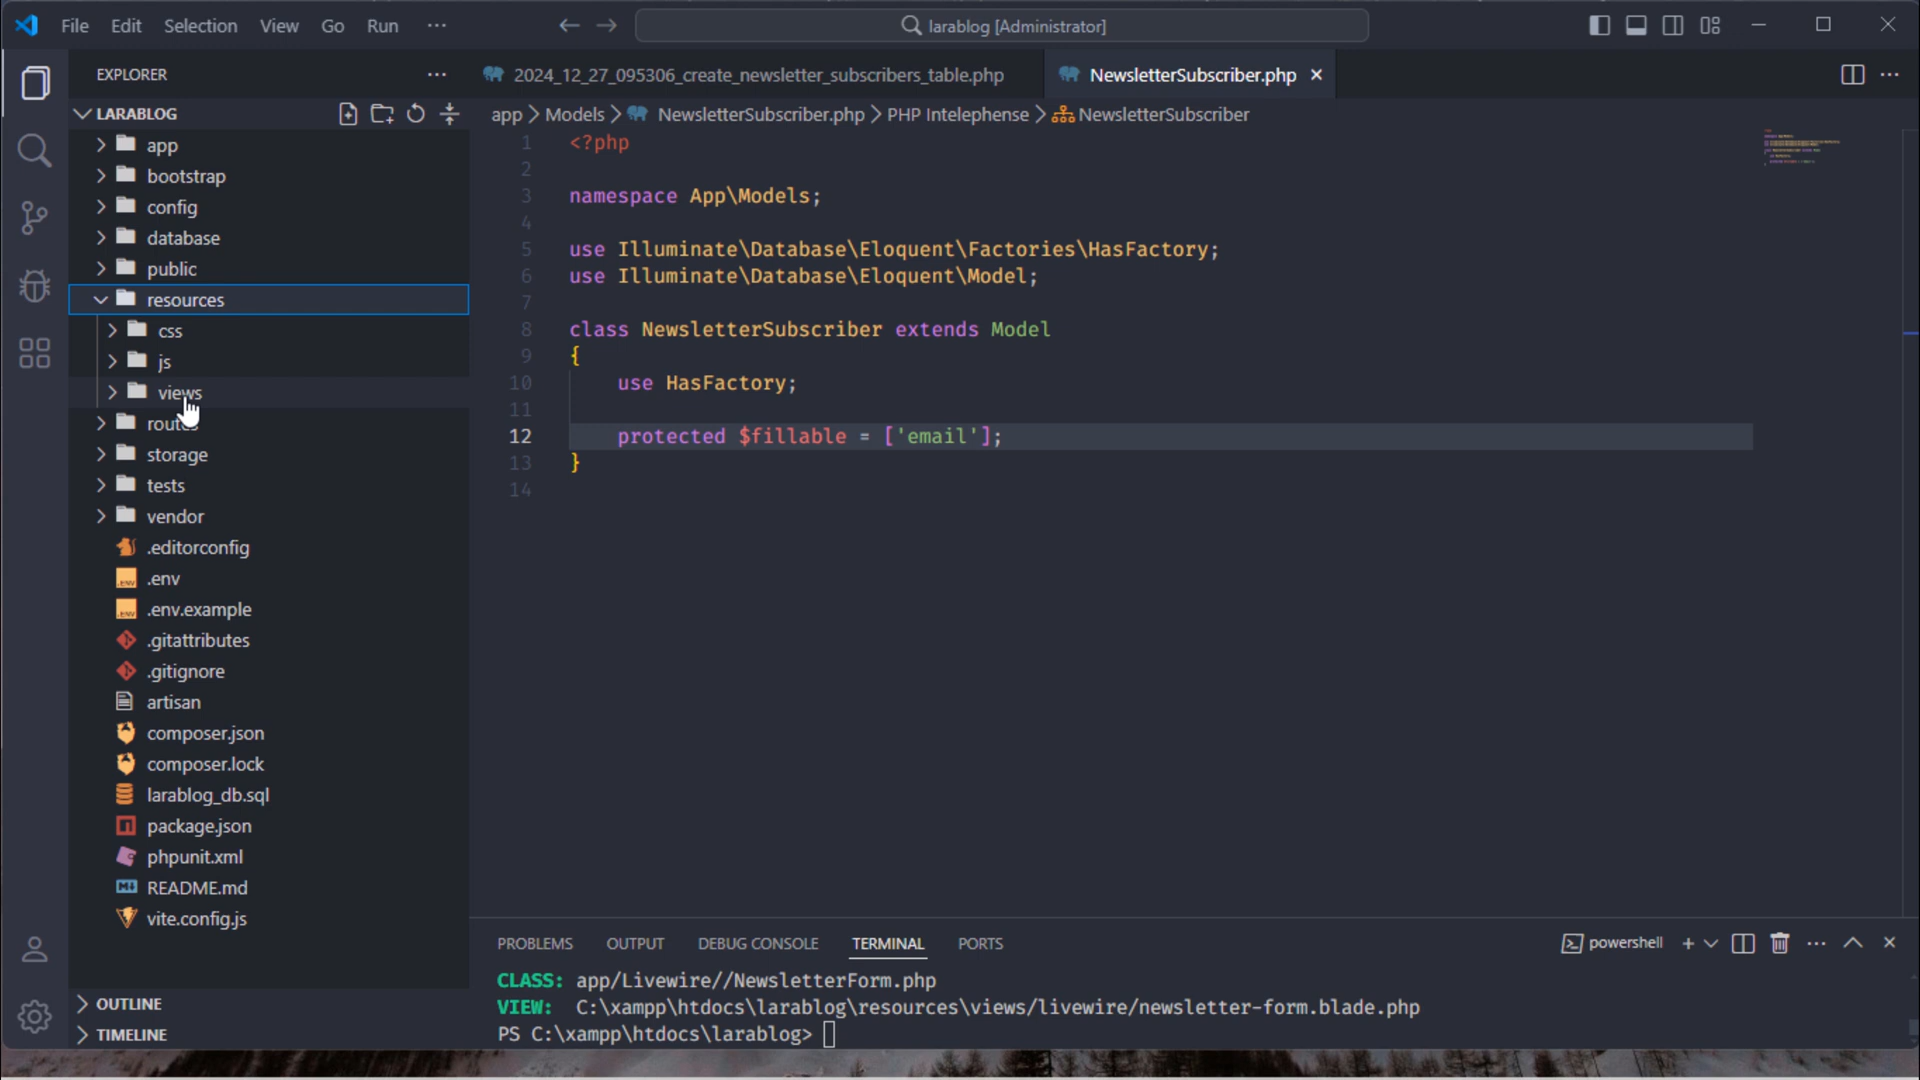 File Edit Selection View Go Run ···
larablog [Administrator]
EXPLORER
2024_12_27_095306_create_newsletter_subscribers_table.php
NewsletterSubscriber.php
LARABLOG
app > Models > NewsletterSubscriber.php > PHP Intelephense > NewsletterSubscriber
app
bootstrap
config
database
public
resources
css
js
views
routes
storage
tests
vendor
.editorconfig
.env
.env.example
.gitattributes
.gitignore
artisan
composer.json
composer.lock
larablog_db.sql
package.json
phpunit.xml
README.md
vite.config.js
OUTLINE
TIMELINE
1 <?php
2
3 namespace App\Models;
4
5 use Illuminate\Database\Eloquent\Factories\HasFactory;
6 use Illuminate\Database\Eloquent\Model;
7
8 class NewsletterSubscriber extends Model
9 {
10 use HasFactory;
11
12 protected $fillable = ['email'];
13 }
14
PROBLEMS OUTPUT DEBUG CONSOLE TERMINAL PORTS
powershell
CLASS: app/Livewire//NewsletterForm.php
VIEW: C:\xampp\htdocs\larablog\resources\views/livewire/newsletter-form.blade.php
PS C:\xampp\htdocs\larablog>